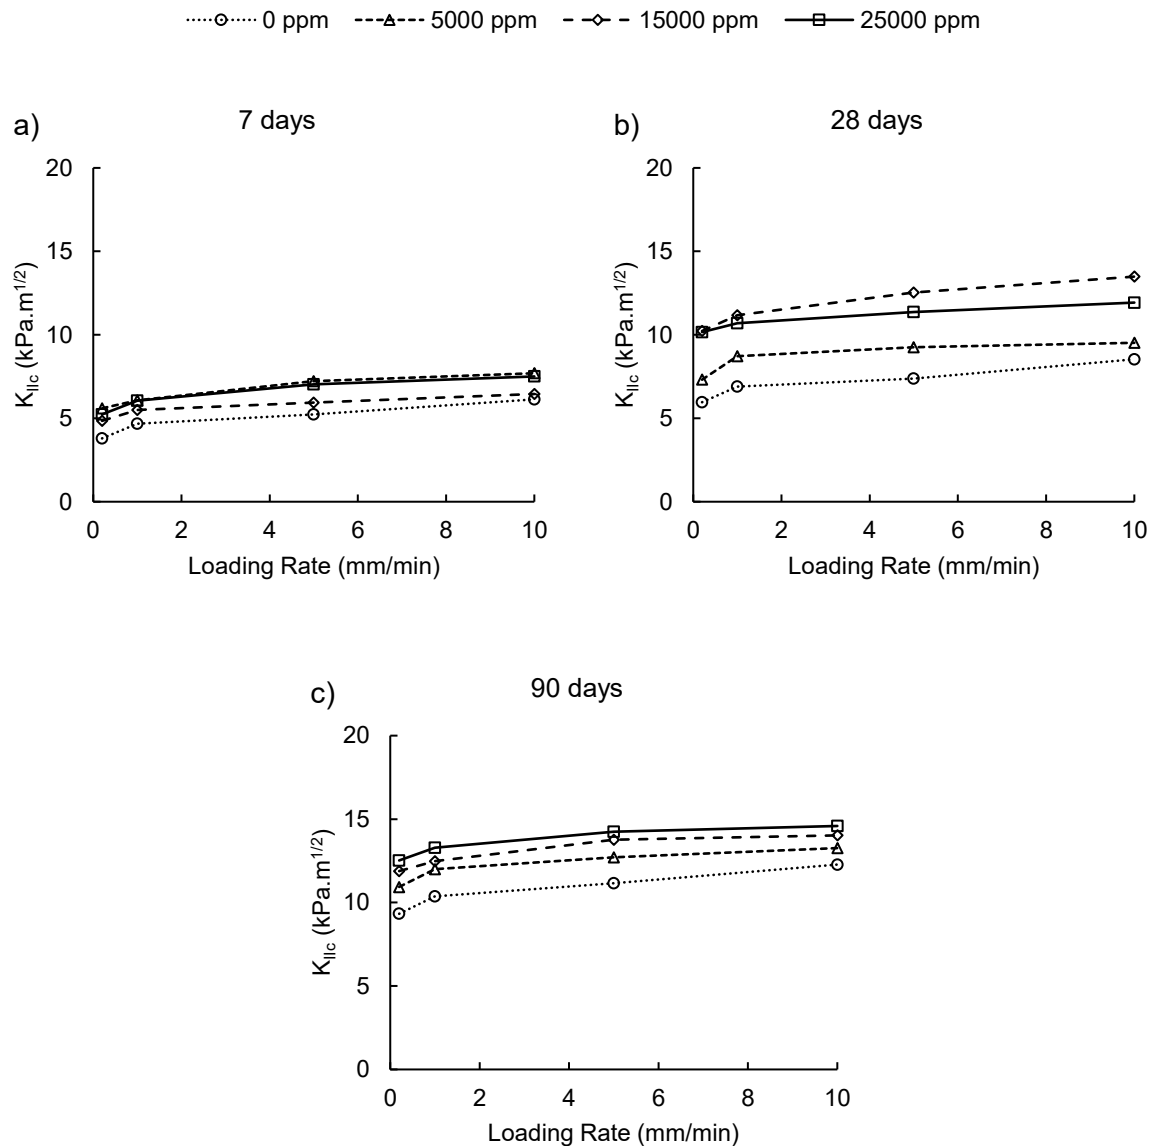 0 ppm 5000 ppm 15000 ppm 25000 ppm
a) 7 days
20
15
10
5
0
K_IIc (kPa.m^1/2)
0 2 4 6 8 10
Loading Rate (mm/min)
b) 28 days
20
15
10
5
0
K_IIc (kPa.m^1/2)
0 2 4 6 8 10
Loading Rate (mm/min)
c) 90 days
20
15
10
5
0
K_IIc (kPa.m^1/2)
0 2 4 6 8 10
Loading Rate (mm/min)